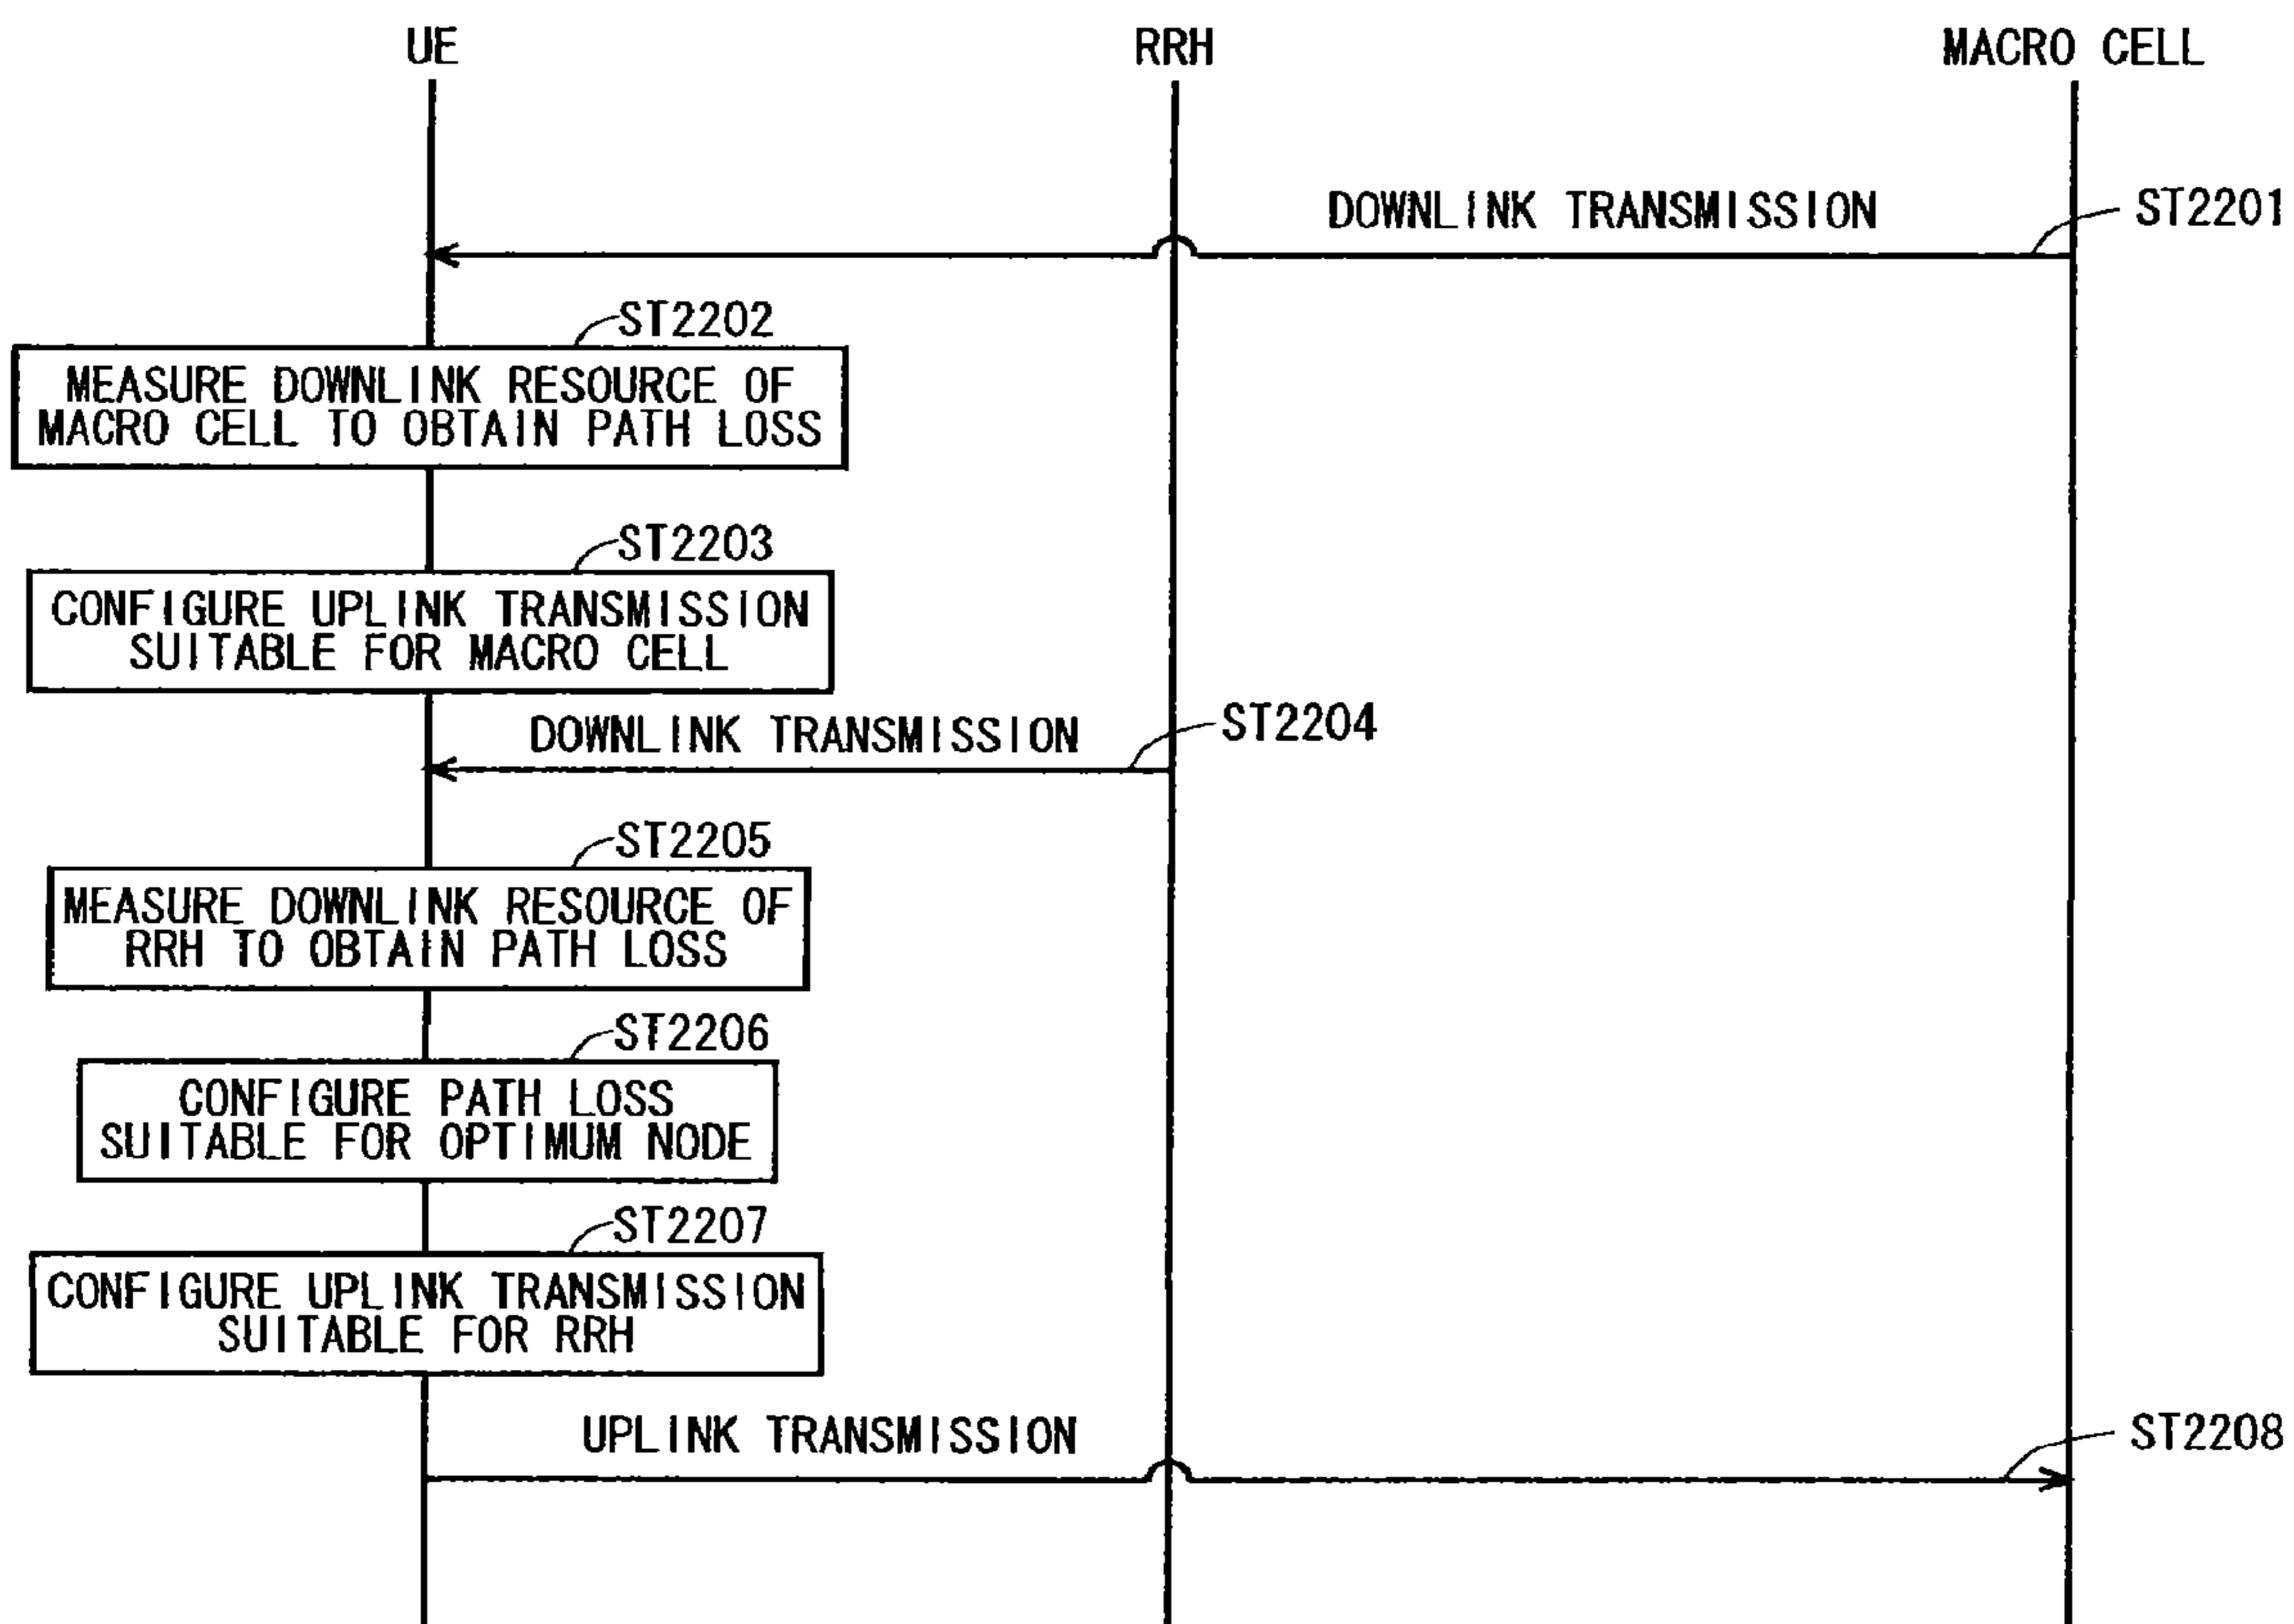 UE
RRH
MACRO CELL
DOWNLINK TRANSMISSION
ST2201
ST2202
MEASURE DOWNLINK RESOURCE OF
MACRO CELL TO OBTAIN PATH LOSS
ST2203
CONFIGURE UPLINK TRANSMISSION
SUITABLE FOR MACRO CELL
DOWNLINK TRANSMISSION
ST2204
ST2205
MEASURE DOWNLINK RESOURCE OF
RRH TO OBTAIN PATH LOSS
ST2206
CONFIGURE PATH LOSS
SUITABLE FOR OPTIMUM NODE
ST2207
CONFIGURE UPLINK TRANSMISSION
SUITABLE FOR RRH
UPLINK TRANSMISSION
ST2208